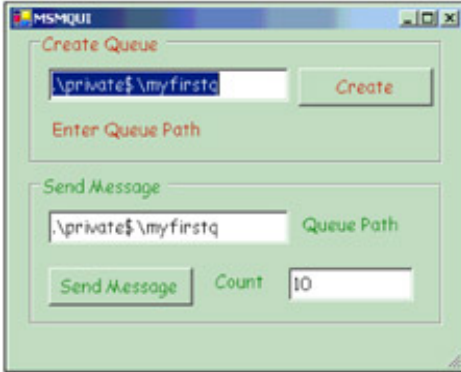 MSMQUI
Create Queue
.\private$\myfirstq
Create
Enter Queue Path
Send Message
.\private$\myfirstq
Queue Path
Send Message
Count
10